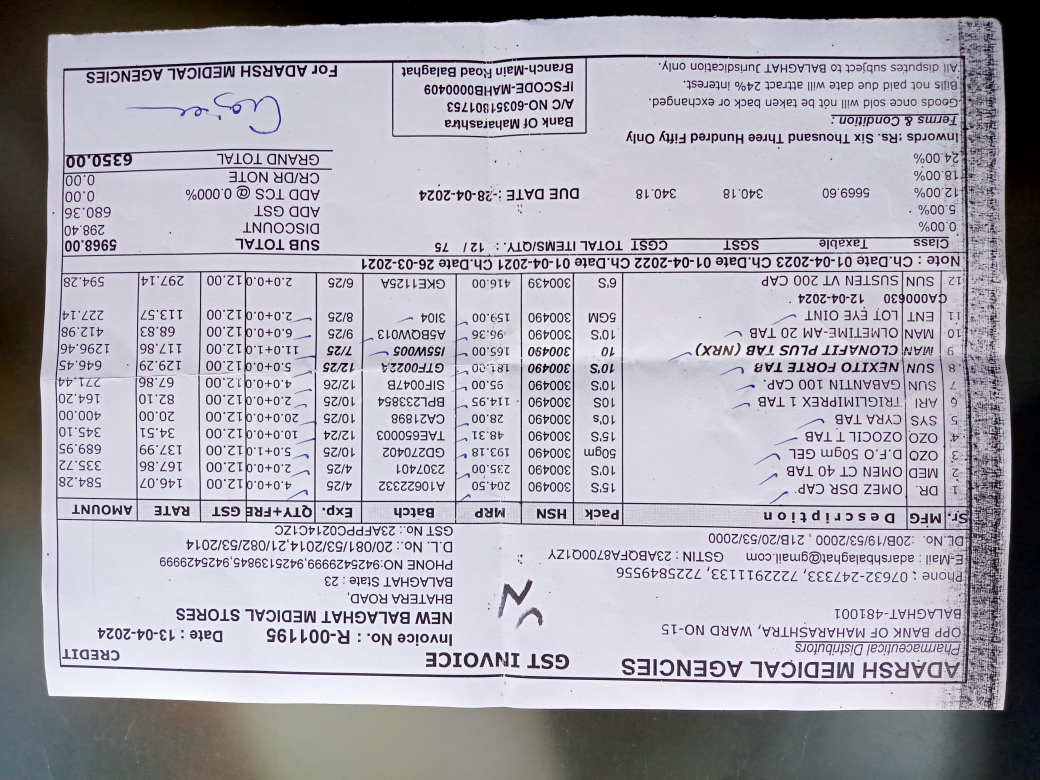 ADARSH MEDICAL AGENCIES
Pharmaceutical Distributors
OPP BANK OF MAHARASHTRA, WARD NO-15
BALAGHAT-481001
Phone : 07632-247333, 7222911133, 7225849556
E-Mail : adarshbalaghat@gmail.com GSTIN : 23ABQFA8700Q1ZY
DL.No. :20B/19/53/2000 , 21B/20/53/2000
GST INVOICE
CREDIT
Invoice No.: R-001195 Date : 13-04-2024
NEW BALAGHAT MEDICAL STORES
BHATERA ROAD,
BALAGHAT State : 23
PHONE NO:9425429999,9425139845,9425429999
D.L. No.: 20/081/53/2014,21/082/53/2014
GST No.: 23AFPPC0214C1ZC
Sr. MFG Description Pack HSN MRP Batch Exp. QTY+FRE GST RATE AMOUNT
1 DR. OMEZ DSR CAP 15'S 300490 204.50 A10622332 4/25 4.0+0.0 12.00 146.07 584.28
2 MED OMEN CT 40 TAB 10'S 300490 235.00 2307401 4/25 2.0+0.0 12.00 167.86 335.72
3 OZO D.F.O 50gm GEL 50gm 300490 193.18 GD270402 10/25 5.0+1.0 12.00 137.99 689.95
4 OZO OZOCIL T TAB 15'S 300490 48.31 TAE650003 12/24 10.0+0.0 12.00 34.51 345.10
5 SYS CYRA TAB 10's 300490 28.00 CA21898 10/25 20.0+0.0 12.00 20.00 400.00
6 ARI TRIGLIMIPREX 1 TAB 10S 300490 114.95 BPL233854 10/25 2.0+0.0 12.00 82.10 164.20
7 SUN GABANTIN 100 CAP. 10'S 300490 95.00 SIF047B 12/26 4.0+0.0 12.00 67.86 271.44
8 SUN NEXITO FORTE TAB 10'S 300490 181.00 GTF0022A 12/25 5.0+0.0 12.00 129.29 646.45
9 MAN CLONAFIT PLUS TAB (NRX) 10 300490 165.00 I55W005 7/25 11.0+1.0 12.00 117.86 1296.46
10 MAN OLMETIME-AM 20 TAB 10'S 300490 96.36 ASBQW013 9/25 6.0+0.0 12.00 68.83 412.98
11 ENT LOT EYE OINT 5GM 300490 159.00 3104 8/25 2.0+0.0 12.00 113.57 227.14
CA000630 12-04-2024
12 SUN SUSTEN VT 200 CAP 6'S 300439 416.00 GKE1125A 6/25 2.0+0.0 12.00 297.14 594.28
Note : Ch.Date 01-04-2023 Ch.Date 01-04-2022 Ch.Date 01-04-2021 Ch.Date 26-03-2021
Class Taxable SGST CGST TOTAL ITEMS/QTY. : 12 / 75
0.00%
5.00%
12.00% 5669.60 340.18 340.18
18.00%
24.00%
DUE DATE :-28-04-2024
SUB TOTAL 5968.00
DISCOUNT 298.40
ADD GST 680.36
ADD TCS @ 0.000% 0.00
CR/DR NOTE 0.00
GRAND TOTAL 6350.00
Inwords :Rs. Six Thousand Three Hundred Fifty Only
Terms & Condition :
Goods once sold will not be taken back or exchanged.
Bills not paid due date will attract 24% interest.
All disputes subject to BALAGHAT Jurisdication only.
Bank Of Maharashtra
A/C NO-60351901753
IFSCODE-MAHB0000409
Branch-Main Road Balaghat
For ADARSH MEDICAL AGENCIES